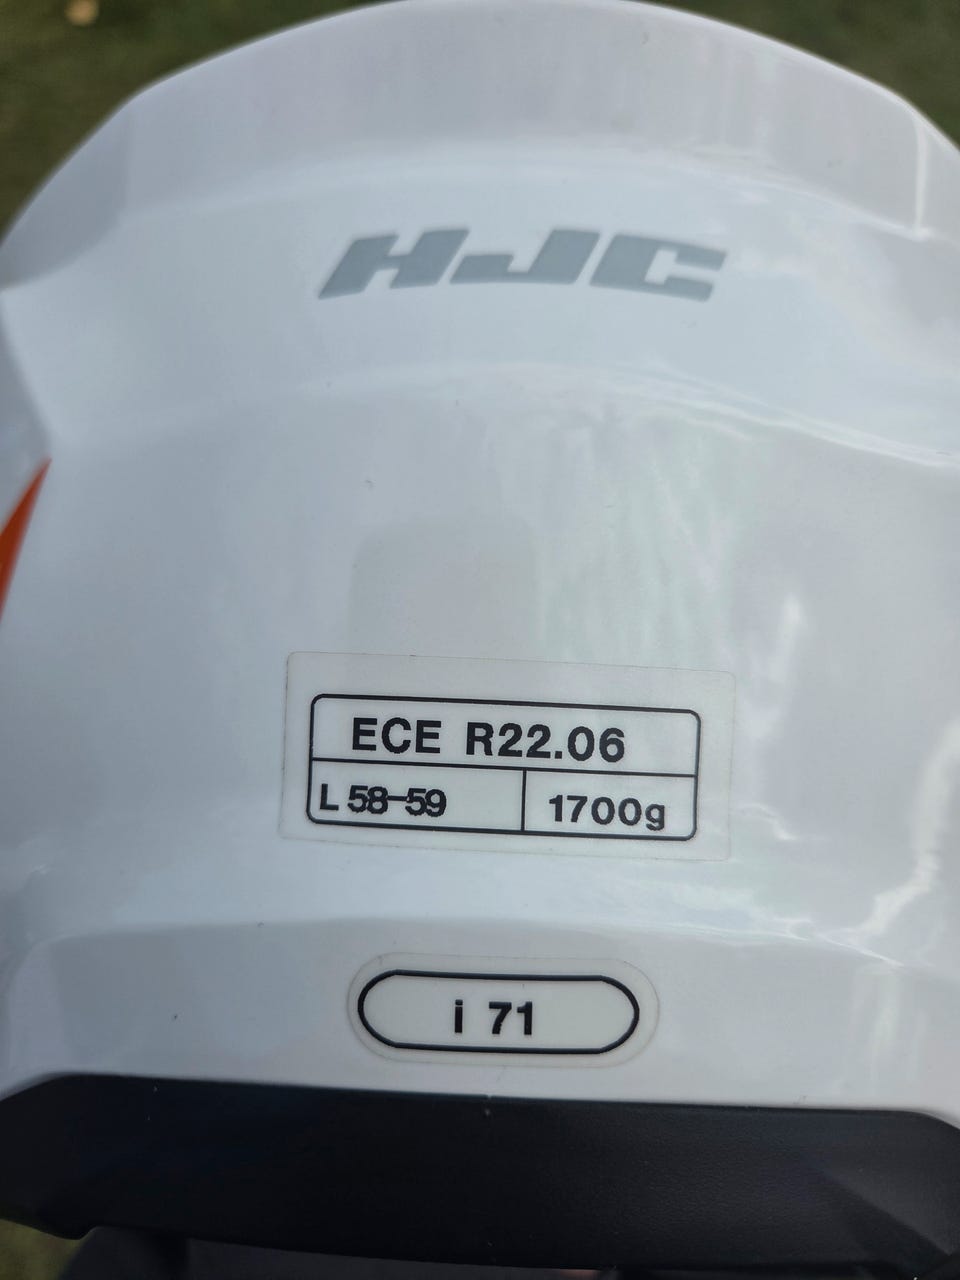 HJC
ECE R22.06
L 58-59
1700g
i 71